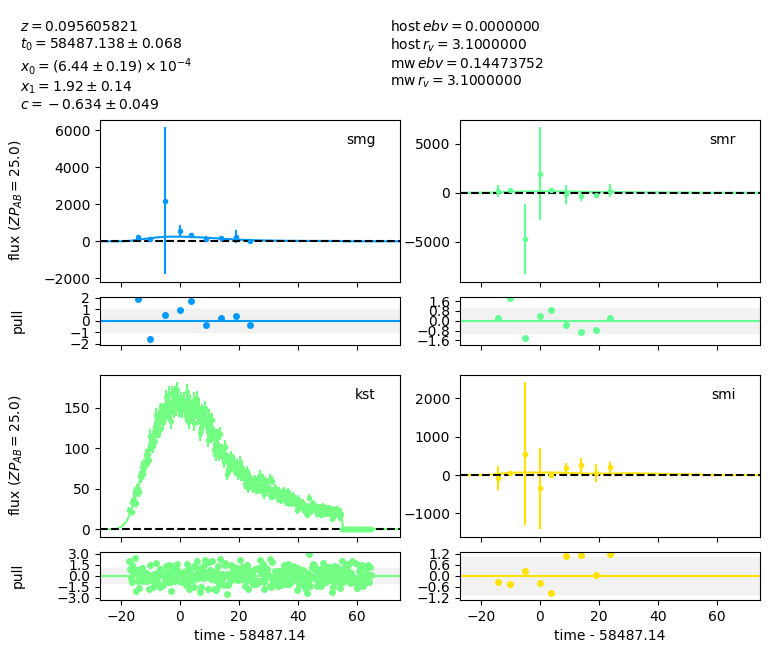 z = 0.095605821
t₀ = 58487.138 ± 0.068
x₀ = (6.44 ± 0.19) × 10⁻⁴
x₁ = 1.92 ± 0.14
c = −0.634 ± 0.049
host ebv = 0.0000000
host r_v = 3.1000000
mw ebv = 0.14473752
mw r_v = 3.1000000
flux (ZP_AB = 25.0)
6000
4000
2000
0
−2000
smg
5000
0
−5000
smr
pull
2
1
0
−1
−2
1.6
0.8
0.0
−0.8
−1.6
flux (ZP_AB = 25.0)
150
100
50
0
kst
2000
1000
0
−1000
smi
pull
3.0
1.5
0.0
−1.5
−3.0
1.2
0.6
0.0
−0.6
−1.2
−20 0 20 40 60
−20 0 20 40 60
time - 58487.14
time - 58487.14